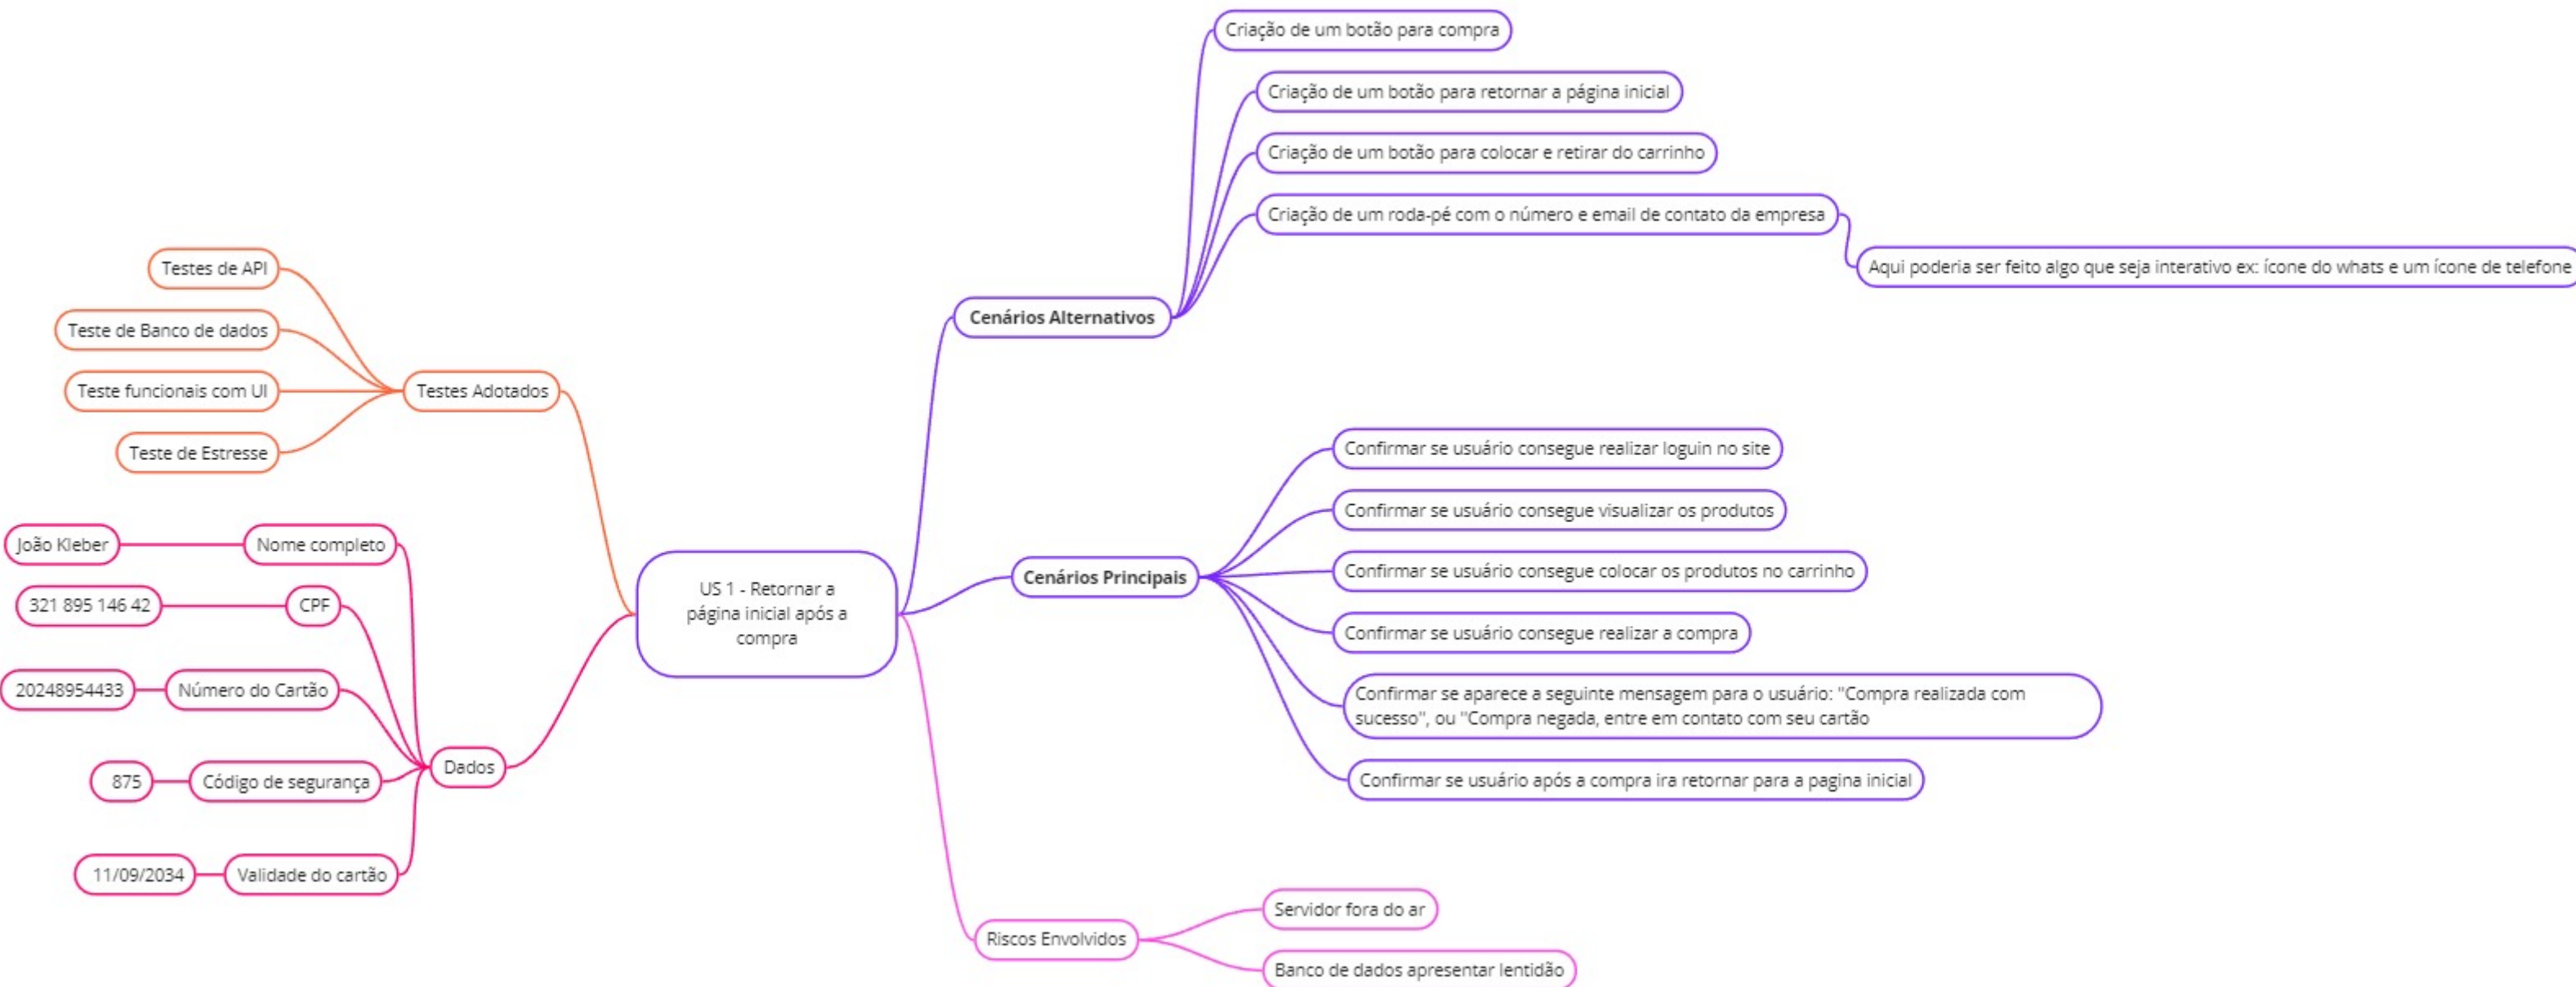 Criação de um botão para compra
Criação de um botão para retornar a página inicial
Criação de um botão para colocar e retirar do carrinho
Criação de um roda-pé com o número e email de contato da empresa
Aqui poderia ser feito algo que seja interativo ex: ícone do whats e um ícone de telefone
Cenários Alternativos
Testes de API
Teste de Banco de dados
Teste funcionais com UI
Teste de Estresse
Testes Adotados
João Kleber
Nome completo
321 895 146 42
CPF
20248954433
Número do Cartão
875
Código de segurança
11/09/2034
Validade do cartão
Dados
US 1 - Retornar a
página inicial após a
compra
Cenários Principais
Confirmar se usuário consegue realizar loguin no site
Confirmar se usuário consegue visualizar os produtos
Confirmar se usuário consegue colocar os produtos no carrinho
Confirmar se usuário consegue realizar a compra
Confirmar se aparece a seguinte mensagem para o usuário: "Compra realizada com
sucesso", ou "Compra negada, entre em contato com seu cartão
Confirmar se usuário após a compra ira retornar para a pagina inicial
Riscos Envolvidos
Servidor fora do ar
Banco de dados apresentar lentidão